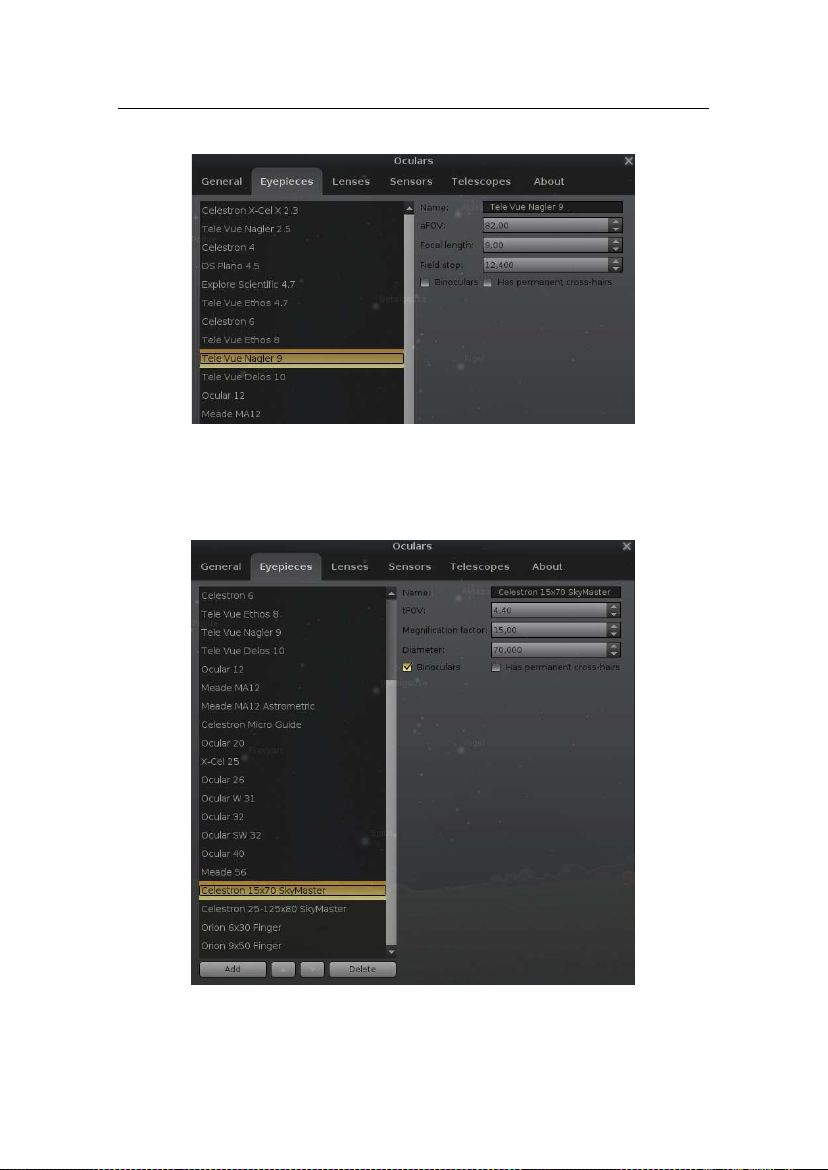 Oculars
General Eyepieces Lenses Sensors Telescopes About
Celestron X-Cel X 2.3
Tele Vue Nagler 2.5
Celestron 4
DS Plano 4.5
Explore Scientific 4.7
Tele Vue Ethos 4.7
Celestron 6
Tele Vue Ethos 8
Tele Vue Nagler 9
Tele Vue Delos 10
Ocular 12
Meade MA12
Name: Tele Vue Nagler 9
aFOV: 82,00
Focal length: 9,00
Field stop: 12,400
Binoculars Has permanent cross-hairs
Betelgeuse
Rigel
Oculars
General Eyepieces Lenses Sensors Telescopes About
Celestron 6
Tele Vue Ethos 8
Tele Vue Nagler 9
Tele Vue Delos 10
Ocular 12
Meade MA12
Meade MA12 Astrometric
Celestron Micro Guide
Ocular 20
X-Cel 25
Ocular 26
Ocular W 31
Ocular 32
Ocular SW 32
Ocular 40
Meade 56
Celestron 15x70 SkyMaster
Celestron 25-125x80 SkyMaster
Orion 6x30 Finger
Orion 9x50 Finger
Add Delete
Name: Celestron 15x70 SkyMaster
tFOV: 4,40
Magnification factor: 15,00
Diameter: 70,000
Binoculars Has permanent cross-hairs
Rigel